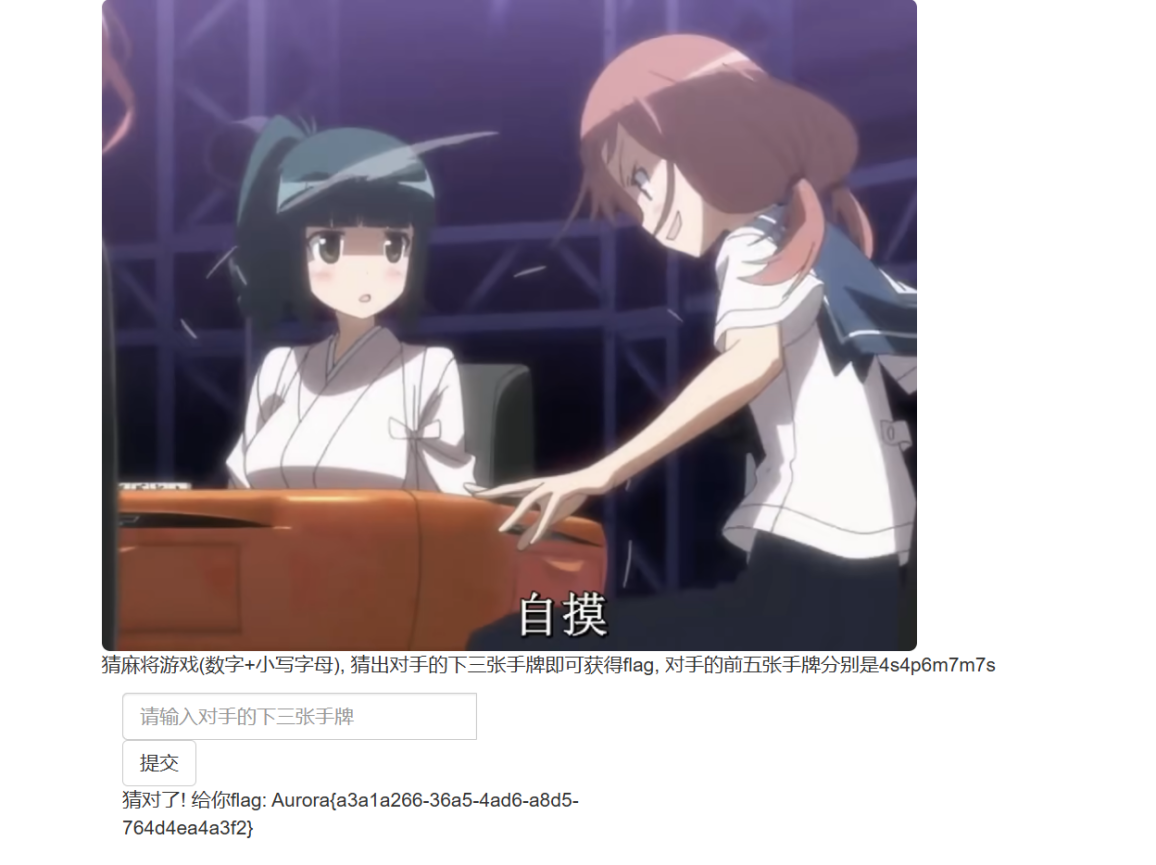 自摸
猜麻将游戏(数字+小写字母), 猜出对手的下三张手牌即可获得flag, 对手的前五张手牌分别是4s4p6m7m7s
请输入对手的下三张手牌
提交
猜对了! 给你flag: Aurora{a3a1a266-36a5-4ad6-a8d5-
764d4ea4a3f2}